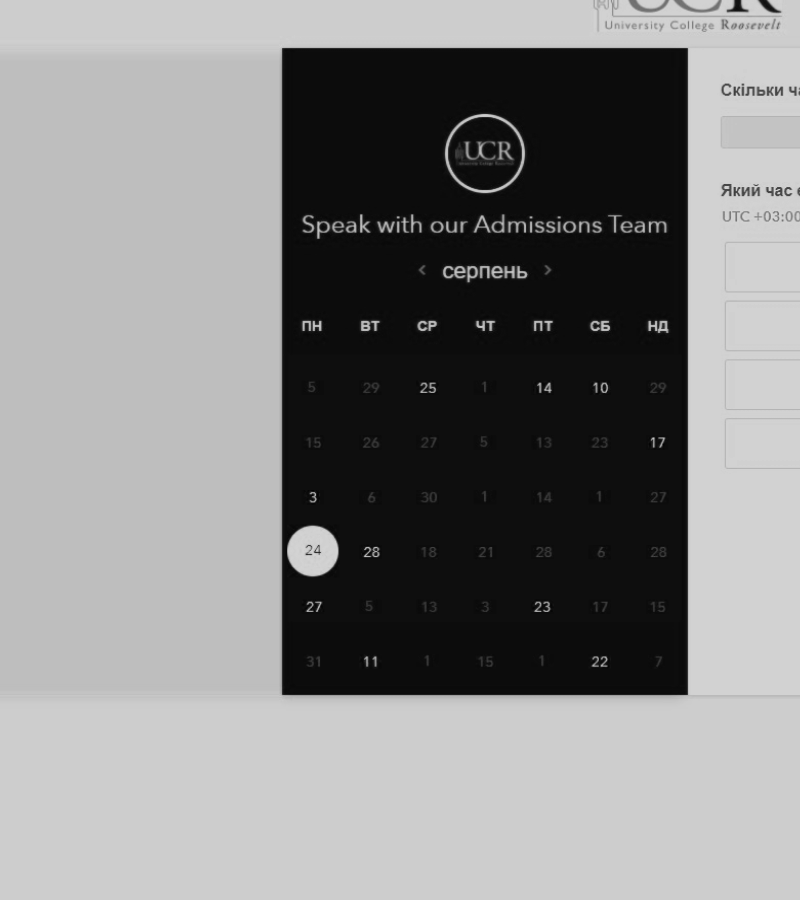 UCR
University College Roosevelt
Скільки ча
UCR
University College Roosevelt
Який час є
UTC +03:00
Speak with our Admissions Team
< серпень >
ПН ВТ СР ЧТ ПТ СБ НД
5 29 25 1 14 10 29
15 26 27 5 13 23 17
3 6 30 1 14 1 27
24 28 18 21 28 6 28
27 5 13 3 23 17 15
31 11 1 15 1 22 7